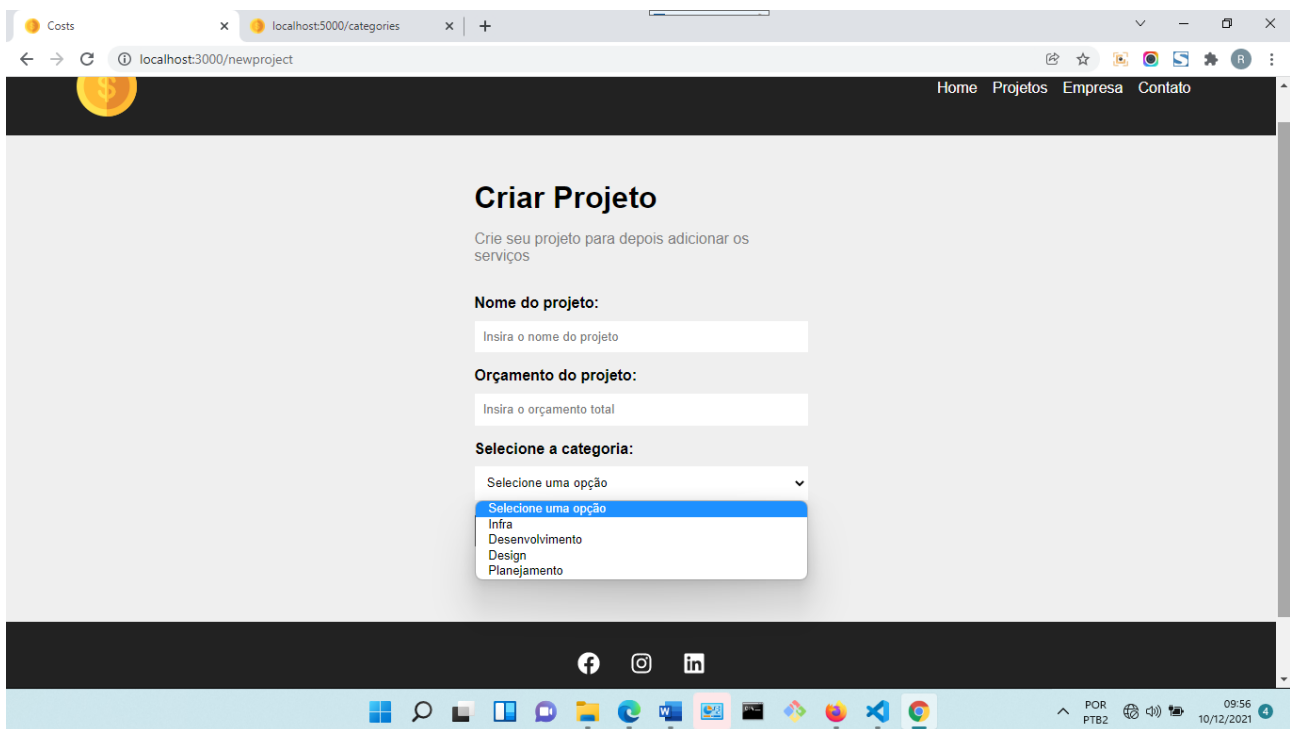 Costs
localhost:5000/categories
localhost:3000/newproject
R
$
Home Projetos Empresa Contato
Criar Projeto
Crie seu projeto para depois adicionar os
serviços
Nome do projeto:
Insira o nome do projeto
Orçamento do projeto:
Insira o orçamento total
Selecione a categoria:
Selecione uma opção
Selecione uma opção
Infra
Desenvolvimento
Design
Planejamento
in
W
POR
PTB2
09:56
10/12/2021
4